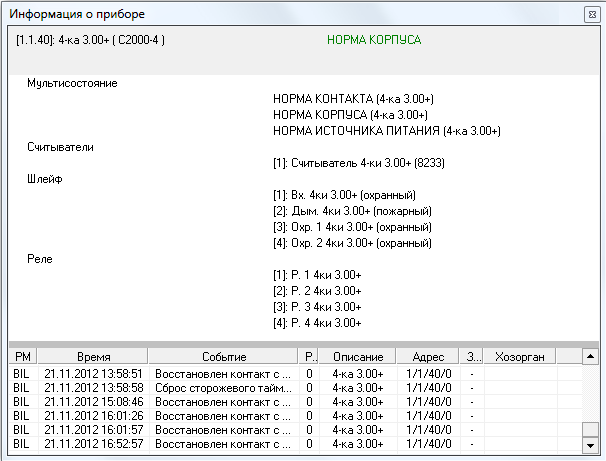 Информация о приборе
[1.1.40]: 4-ка 3.00+ ( С2000-4 ) НОРМА КОРПУСА
Мультисостояние
НОРМА КОНТАКТА (4-ка 3.00+)
НОРМА КОРПУСА (4-ка 3.00+)
НОРМА ИСТОЧНИКА ПИТАНИЯ (4-ка 3.00+)
Считыватели
[1]: Считыватель 4-ки 3.00+ (8233)
Шлейф
[1]: Вх. 4ки 3.00+ (охранный)
[2]: Дым. 4ки 3.00+ (пожарный)
[3]: Охр. 1 4ки 3.00+ (охранный)
[4]: Охр. 2 4ки 3.00+ (охранный)
Реле
[1]: Р. 1 4ки 3.00+
[2]: Р. 2 4ки 3.00+
[3]: Р. 3 4ки 3.00+
[4]: Р. 4 4ки 3.00+
РМ Время Событие Р.. Описание Адрес З... Хозорган
BIL 21.11.2012 13:58:51 Восстановлен контакт с ... 0 4-ка 3.00+ 1/1/40/0 -
BIL 21.11.2012 13:58:58 Сброс сторожевого тайм... 0 4-ка 3.00+ 1/1/40/0 -
BIL 21.11.2012 15:08:46 Восстановлен контакт с ... 0 4-ка 3.00+ 1/1/40/0 -
BIL 21.11.2012 16:01:26 Восстановлен контакт с ... 0 4-ка 3.00+ 1/1/40/0 -
BIL 21.11.2012 16:01:57 Восстановлен контакт с ... 0 4-ка 3.00+ 1/1/40/0 -
BIL 21.11.2012 16:52:57 Восстановлен контакт с ... 0 4-ка 3.00+ 1/1/40/0 -